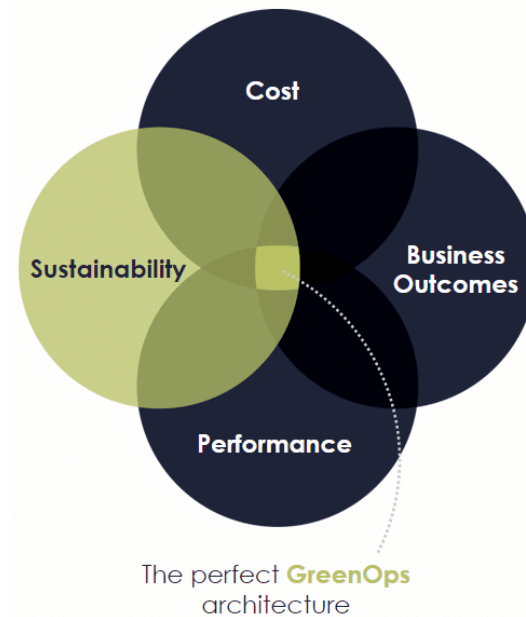 Cost
Sustainability
Business
Outcomes
Performance
The perfect GreenOps
architecture